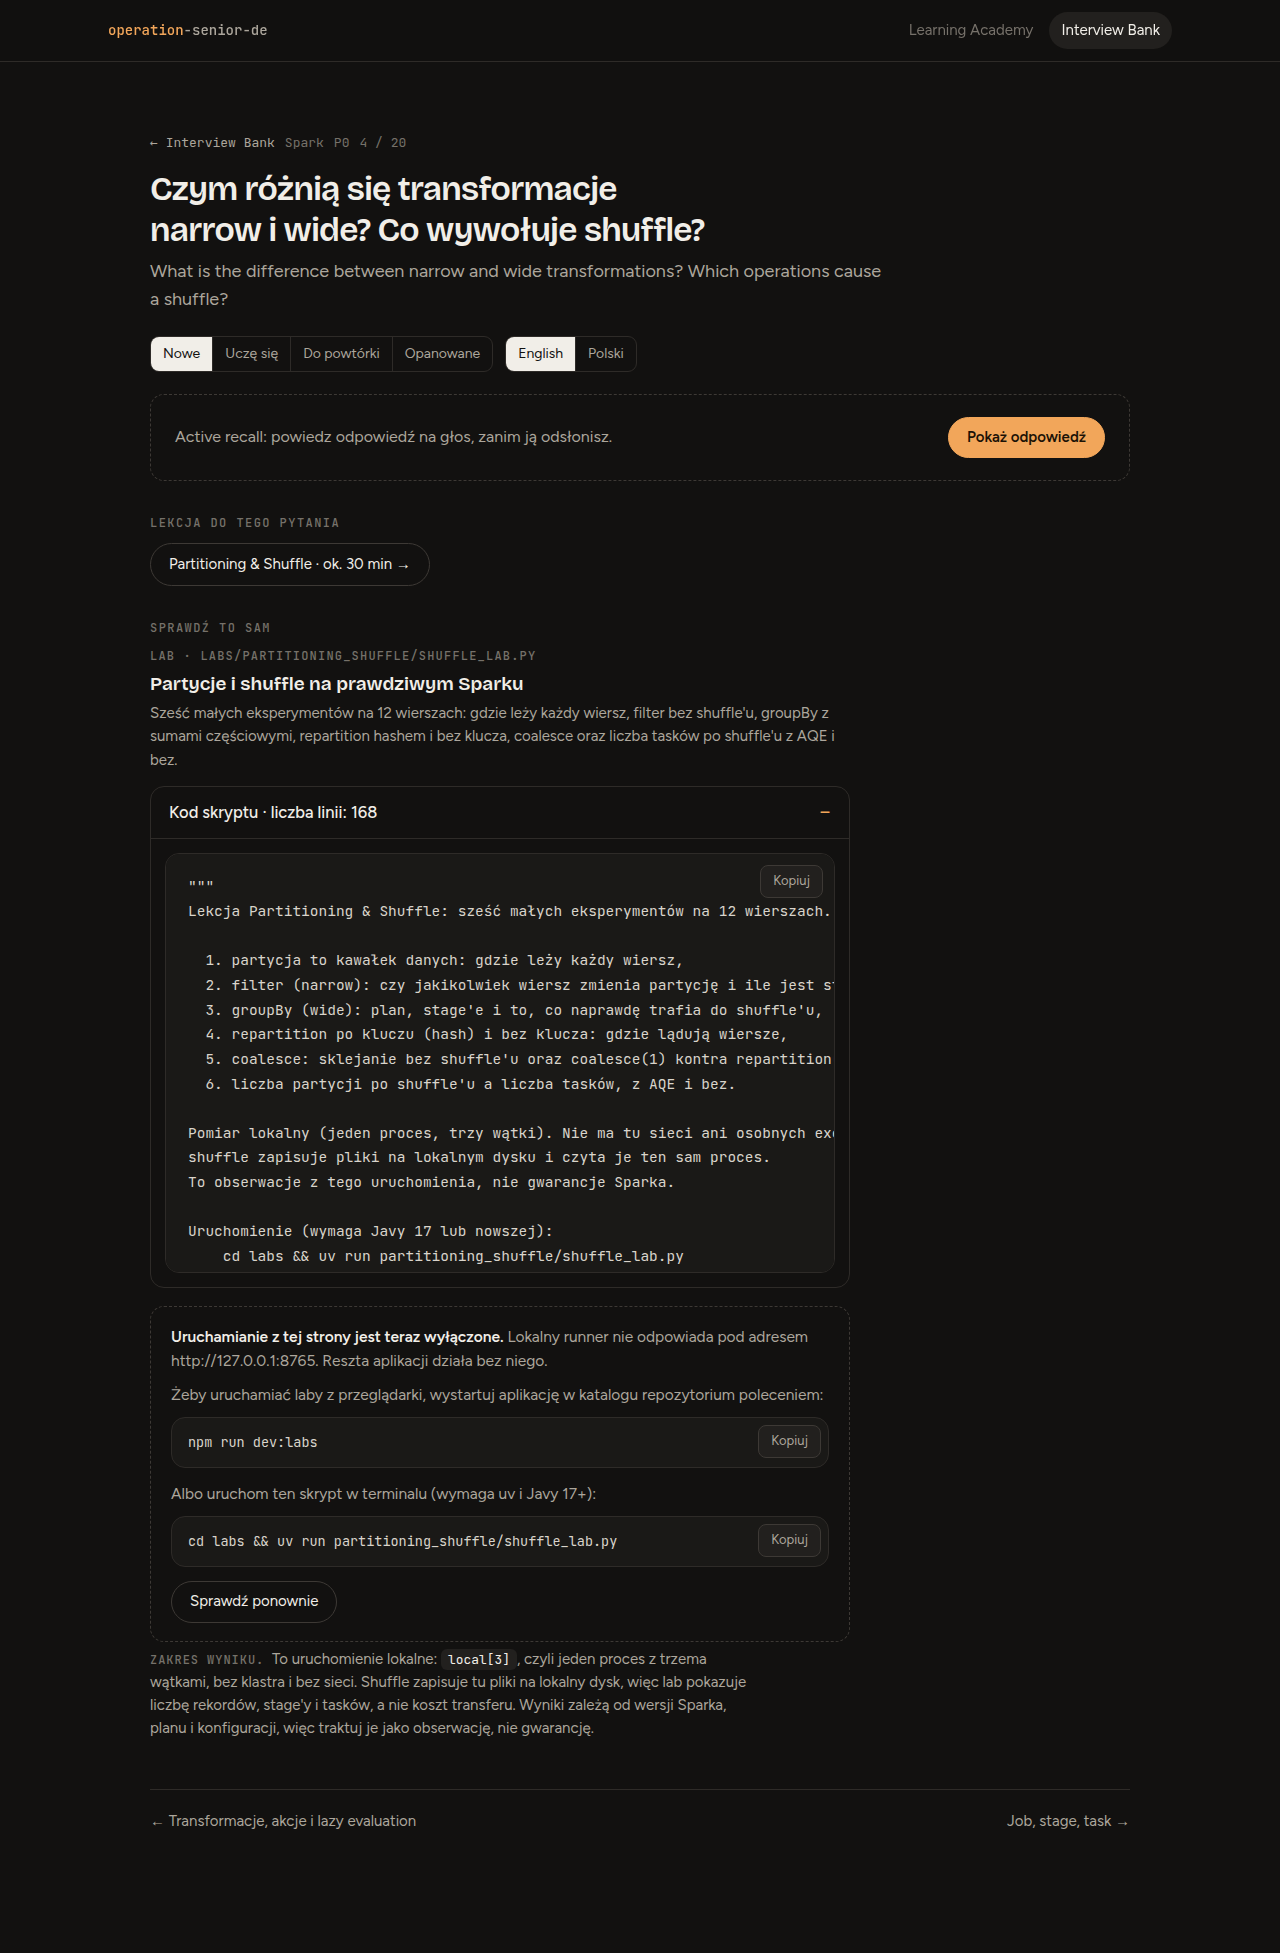 operation-senior-de
Learning Academy
Interview Bank
← Interview Bank Spark P0 4 / 20
Czym różnią się transformacje
narrow i wide? Co wywołuje shuffle?
What is the difference between narrow and wide transformations? Which operations cause
a shuffle?
Nowe
Uczę się
Do powtórki
Opanowane
English
Polski
Active recall: powiedz odpowiedź na głos, zanim ją odsłonisz.
Pokaż odpowiedź
LEKCJA DO TEGO PYTANIA
Partitioning & Shuffle · ok. 30 min →
SPRAWDŹ TO SAM
LAB · LABS/PARTITIONING_SHUFFLE/SHUFFLE_LAB.PY
Partycje i shuffle na prawdziwym Sparku
Sześć małych eksperymentów na 12 wierszach: gdzie leży każdy wiersz, filter bez shuffle'u, groupBy z
sumami częściowymi, repartition hashem i bez klucza, coalesce oraz liczba tasków po shuffle'u z AQE i
bez.
Kod skryptu · liczba linii: 168
−
Kopiuj
"""
Lekcja Partitioning & Shuffle: sześć małych eksperymentów na 12 wierszach.
1. partycja to kawałek danych: gdzie leży każdy wiersz,
2. filter (narrow): czy jakikolwiek wiersz zmienia partycję i ile jest
3. groupBy (wide): plan, stage'e i to, co naprawdę trafia do shuffle'u,
4. repartition po kluczu (hash) i bez klucza: gdzie lądują wiersze,
5. coalesce: sklejanie bez shuffle'u oraz coalesce(1) kontra repartition
6. liczba partycji po shuffle'u a liczba tasków, z AQE i bez.
Pomiar lokalny (jeden proces, trzy wątki). Nie ma tu sieci ani osobnych
shuffle zapisuje pliki na lokalnym dysku i czyta je ten sam proces.
To obserwacje z tego uruchomienia, nie gwarancje Sparka.
Uruchomienie (wymaga Javy 17 lub nowszej):
cd labs && uv run partitioning_shuffle/shuffle_lab.py
Uruchamianie z tej strony jest teraz wyłączone. Lokalny runner nie odpowiada pod adresem
http://127.0.0.1:8765. Reszta aplikacji działa bez niego.
Żeby uruchamiać laby z przeglądarki, wystartuj aplikację w katalogu repozytorium poleceniem:
npm run dev:labs
Kopiuj
Albo uruchom ten skrypt w terminalu (wymaga uv i Javy 17+):
cd labs && uv run partitioning_shuffle/shuffle_lab.py
Kopiuj
Sprawdź ponownie
ZAKRES WYNIKU. To uruchomienie lokalne: local[3], czyli jeden proces z trzema
wątkami, bez klastra i bez sieci. Shuffle zapisuje tu pliki na lokalny dysk, więc lab pokazuje
liczbę rekordów, stage'y i tasków, a nie koszt transferu. Wyniki zależą od wersji Sparka,
planu i konfiguracji, więc traktuj je jako obserwację, nie gwarancję.
← Transformacje, akcje i lazy evaluation
Job, stage, task →